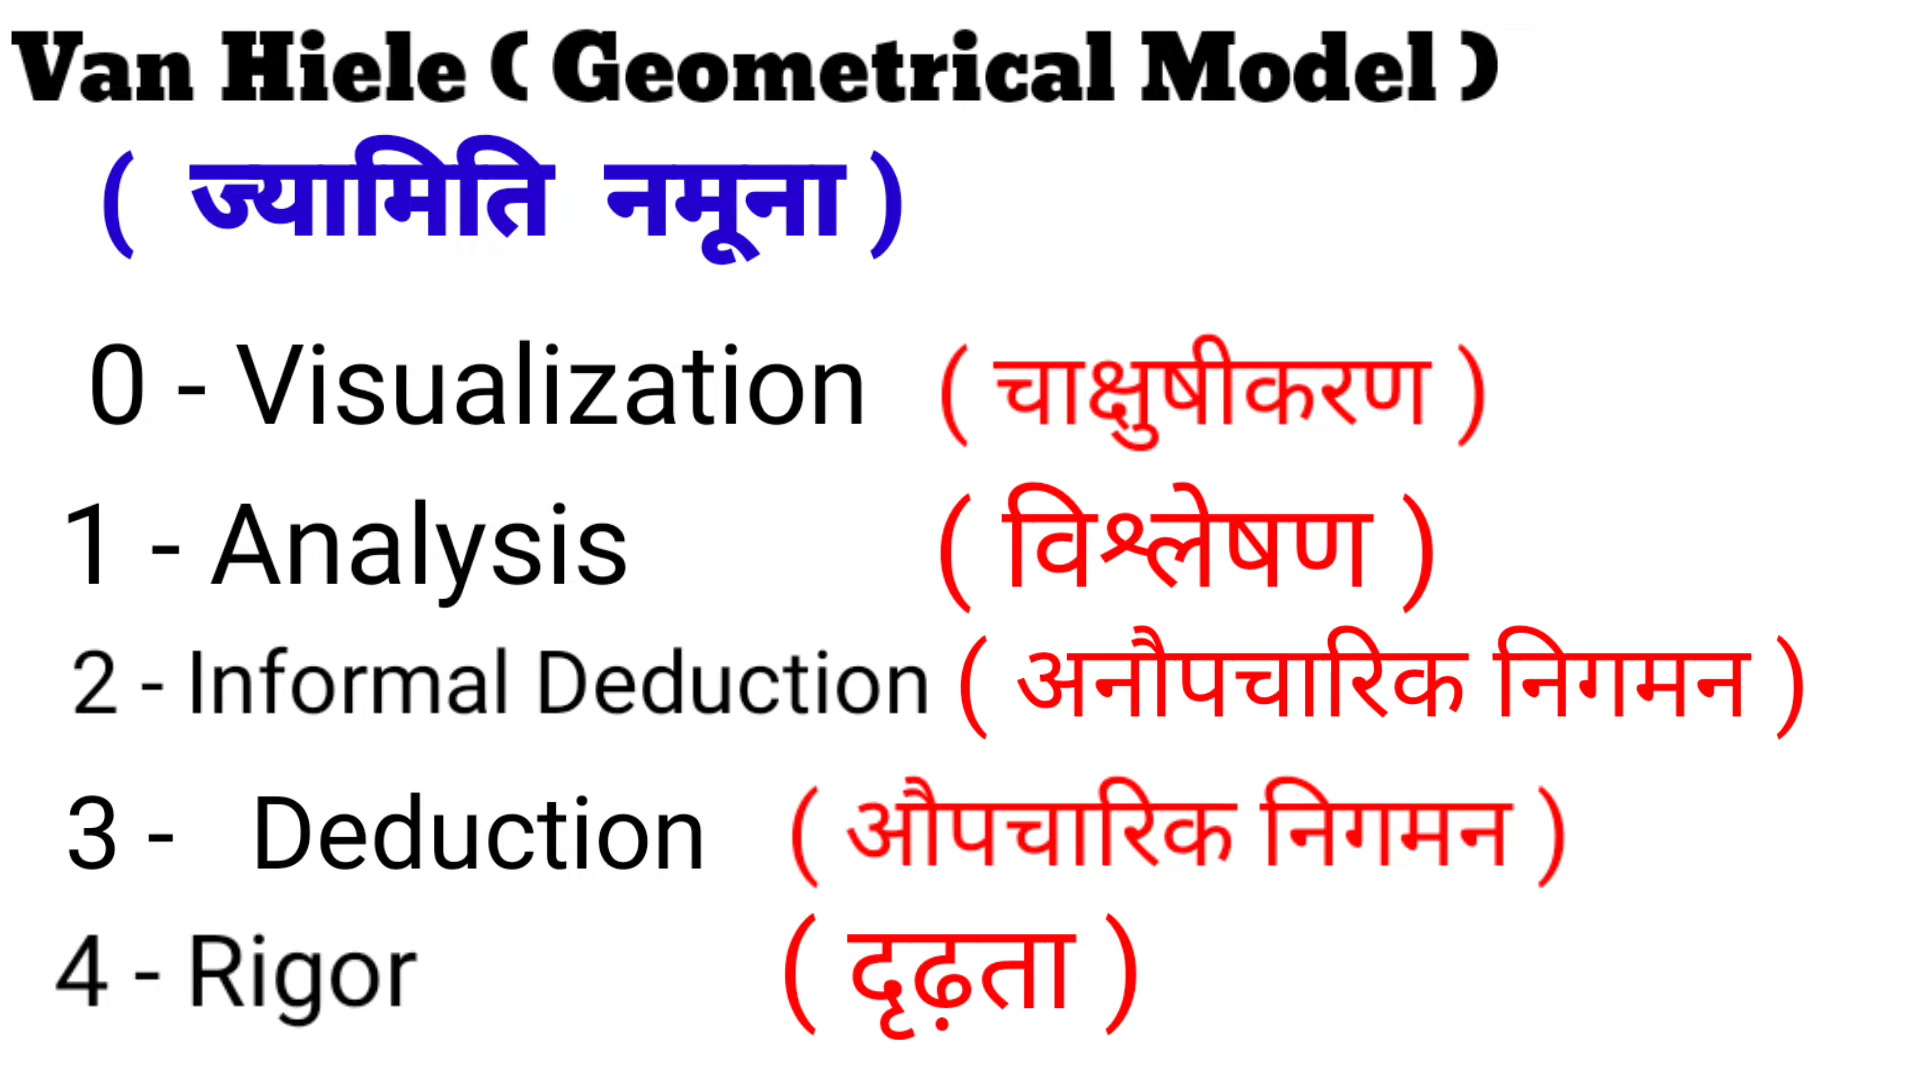 Van Hiele ( Geometrical Model )
( ज्यामिति नमूना )
0 - Visualization ( चाक्षुषीकरण )
1 - Analysis ( विश्लेषण )
2 - Informal Deduction ( अनौपचारिक निगमन )
3 - Deduction ( औपचारिक निगमन )
4 - Rigor ( दृढ़ता )